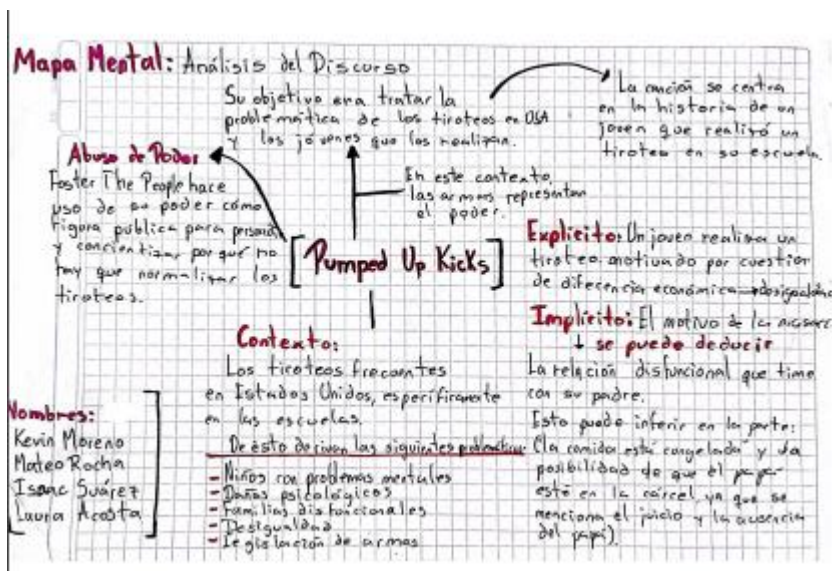 Mapa Mental: Análisis del Discurso
Su objetivo era tratar la
problemática de los tiroteos en USA
y los jóvenes que los realizan.
La canción se centra
en la historia de un
joven que realizó un
tiroteo en su escuela.
Abuso de Poder
Foster The People hace
uso de su poder como
figura pública para
y concientizar por qué no
hay que normalizar los
tiroteos.
En este contexto
las armas representan
el poder.
[Pumped Up Kicks]
Explícito: Un joven realiza un
tiroteo motivado por
de diferencia económica
Implícito: El motivo de la
se puede deducir
La relación disfuncional que tiene
con su padre.
Esto puede inferir en la parte:
(la comida está congelada y la
posibilidad de que el papá
esté en la cárcel ya que se
menciona el juicio y la ausencia
del papá).
Contexto:
Los tiroteos frecuentes
en Estados Unidos, específicamente
en las escuelas.
De ésto derivan las siguientes problemáticas
- Niños con problemas mentales
- Daños psicológicos
- Familias disfuncionales
- Desigualdad
- Legislación de armas
Nombres:
Kevin Moreno
Mateo Rocha
Isaac Suárez
Laura Acosta